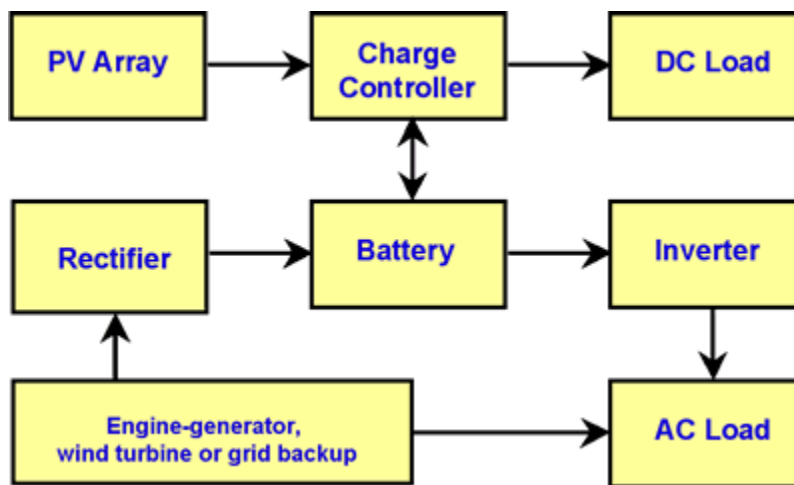 PV Array
Charge
Controller
DC Load
Rectifier
Battery
Inverter
Engine-generator,
wind turbine or grid backup
AC Load